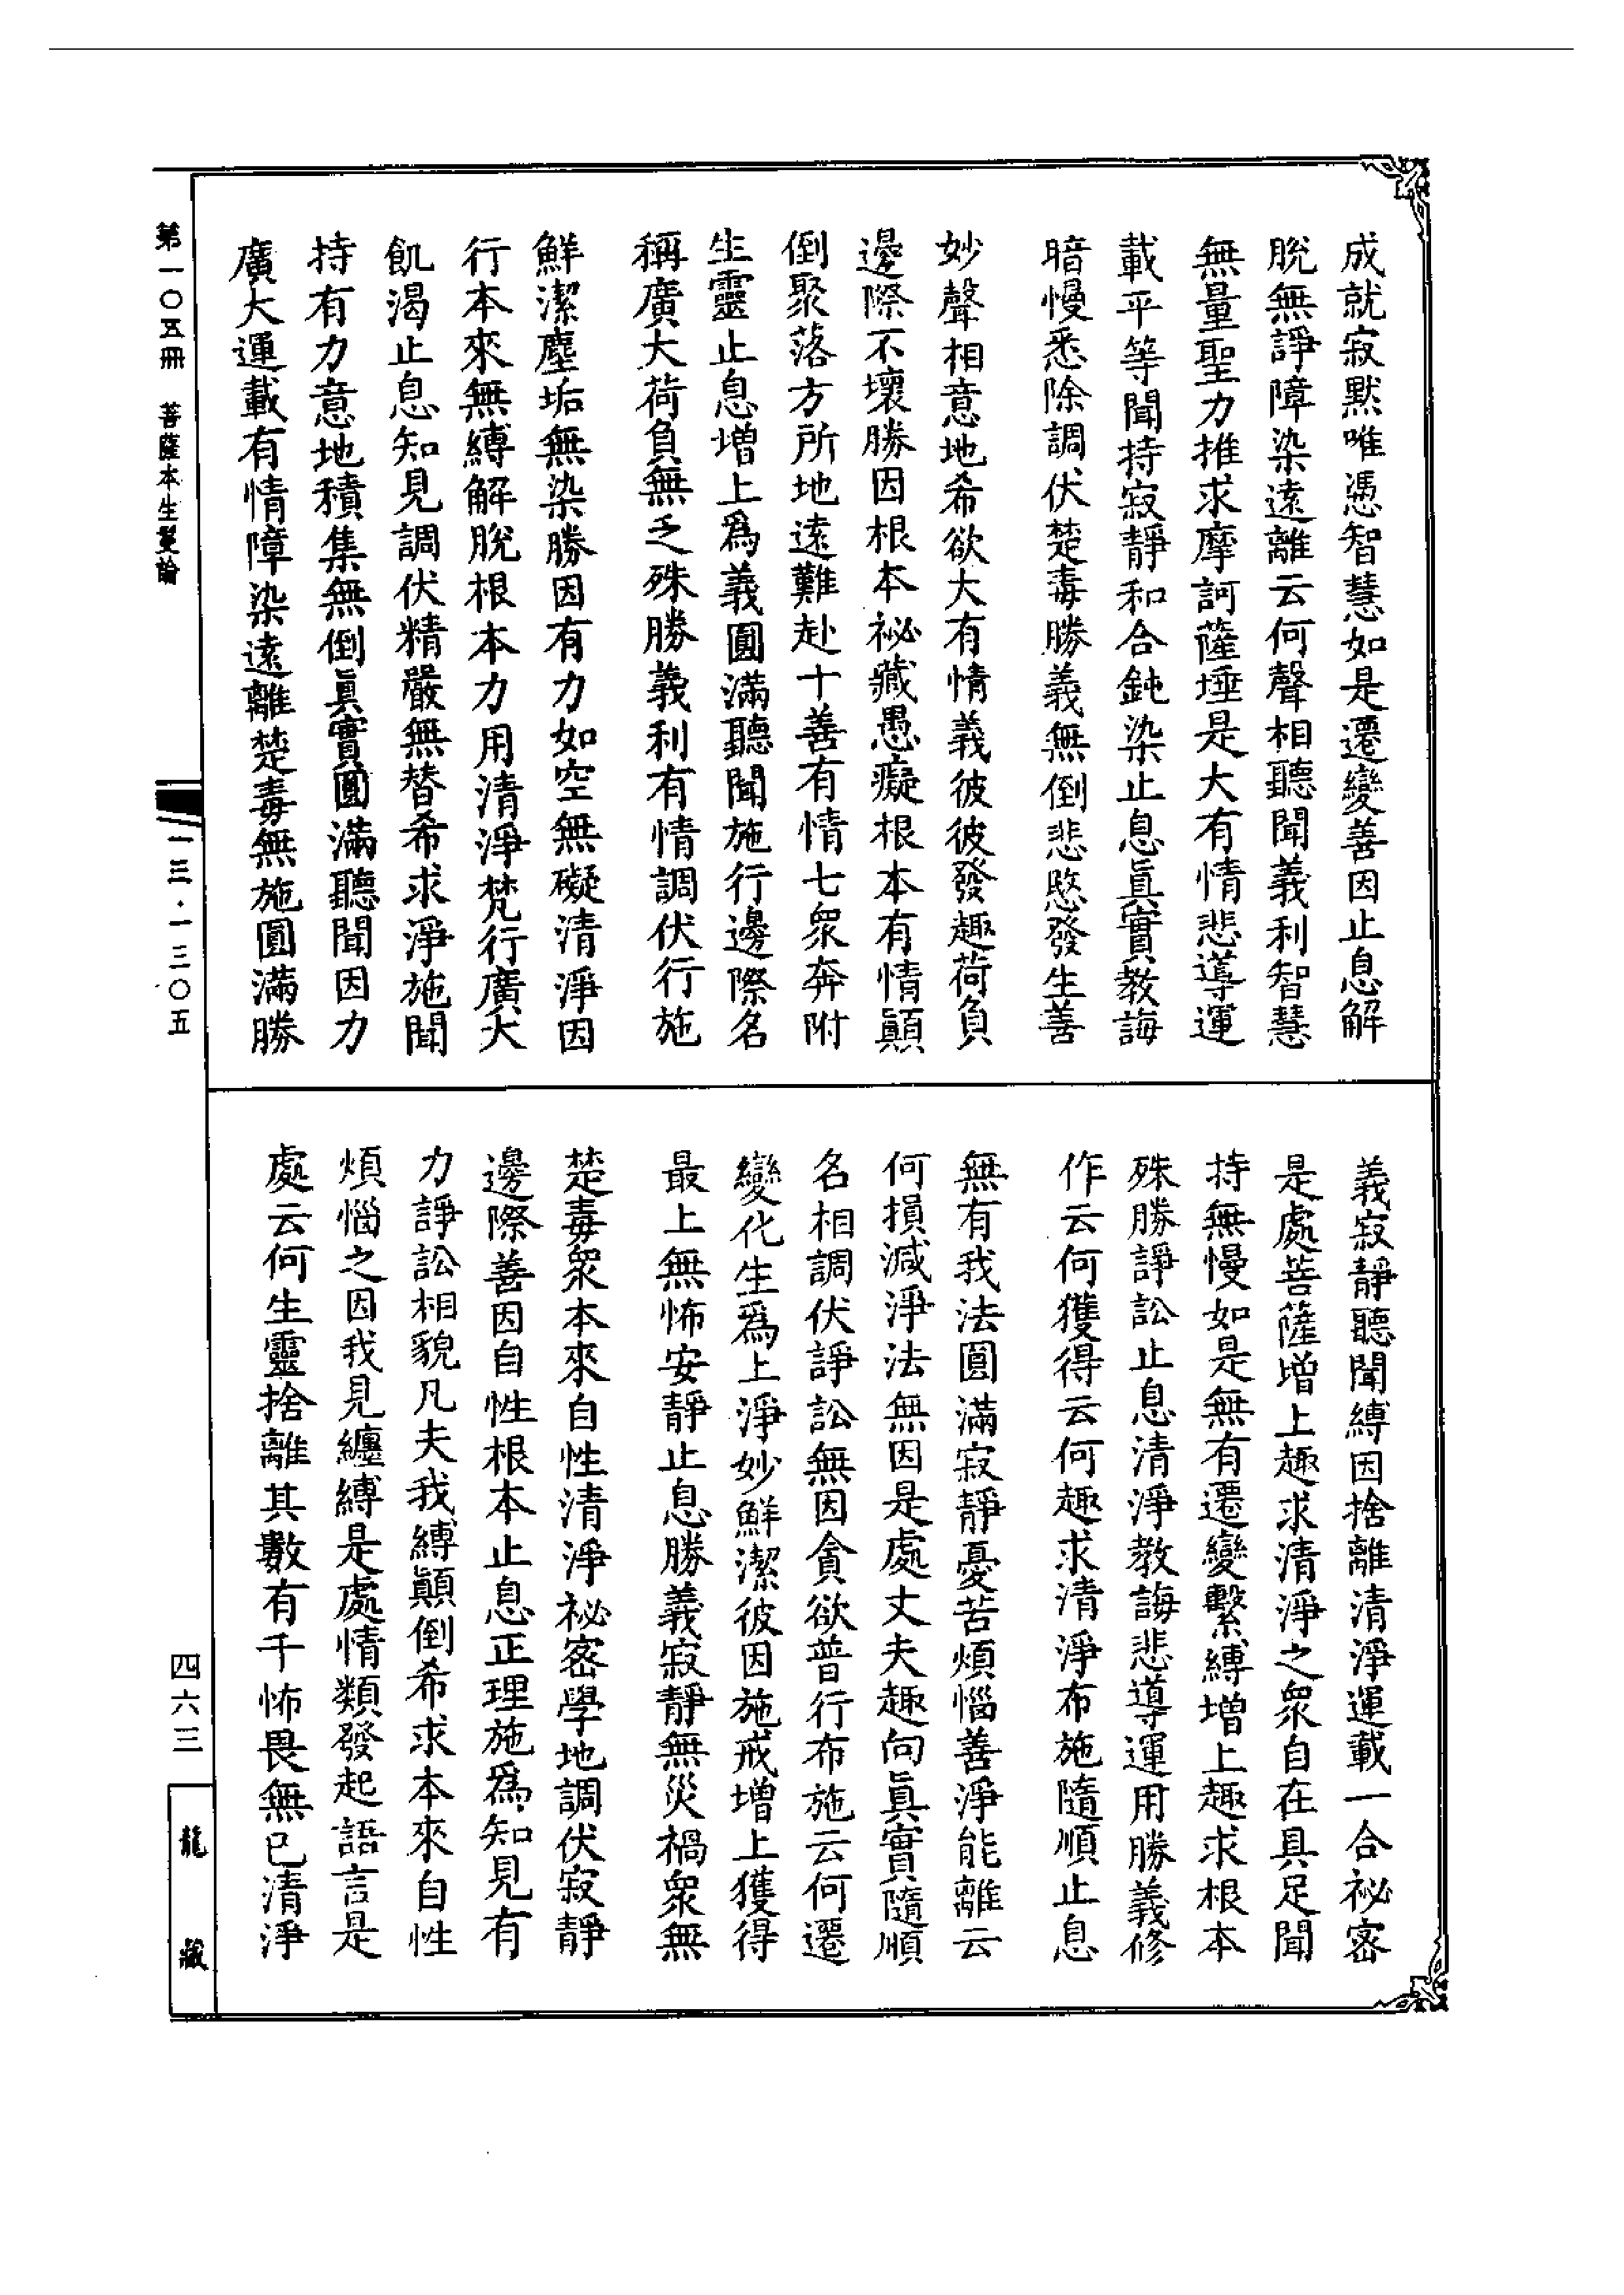 成就寂默唯憑智慧如是遷變善因止息解
脫無諍障染遠離云何聲相聽聞義利智慧
無量聖力推求摩訶薩埵是大有情悲導運
載平等聞持寂靜和合鈍染止息眞實教誨
暗慢悉除調伏楚毒勝義無倒悲愍發生善
妙聲相意地希欲大有情義彼彼發趣荷負
邊際不壞勝因根本祕藏愚癡根本有情顚
倒聚落方所地遠難赴十善有情七衆奔附
生靈止息增上爲義圓滿聽聞施行邊際名
稱廣大荷負無乏殊勝義利有情調伏行施
鮮潔塵垢無染勝因有力如空無礙清淨因
行本來無縛解脫根本力用清淨梵行廣大
飢渴止息知見調伏精嚴無替希求淨施聞
持有力意地積集無倒眞實圓滿聽聞因力
廣大運載有情障染遠離楚毒無施圓滿勝
義寂靜聽聞縛因捨離清淨運載一合祕密
是處菩薩增上趣求清淨之衆自在具足聞
持無慢如是無有遷變繫縛增上趣求根本
殊勝諍訟止息清淨教誨悲導運用勝義修
作云何獲得云何趣求清淨布施隨順止息
無有我法圓滿寂靜憂苦煩惱善淨能離云
何損減淨法無因是處丈夫趣向眞實隨順
名相調伏諍訟無因貪欲普行布施云何遷
變化生爲上淨妙鮮潔彼因施戒增上獲得
最上無怖安靜止息勝義寂靜無災禍衆無
楚毒衆本來自性清淨祕密學地調伏寂靜
邊際善因自性根本止息正理施爲知見有
力諍訟相貌凡夫我縛顚倒希求本來自性
煩惱之因我見纏縛是處情類發起語言是
處云何生靈捨離其數有千怖畏無已清淨
第一〇五冊　菩薩本生鬘論
一三·一三〇五
四六三
龍藏